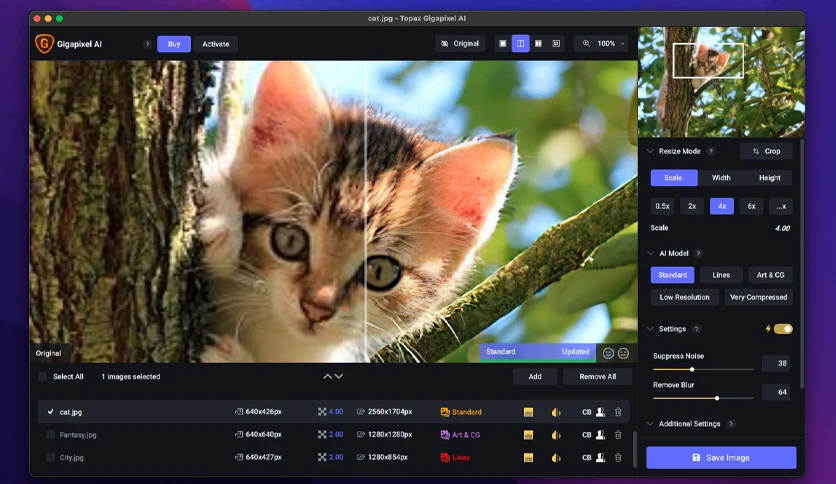 cat.jpg - Topaz Gigapixel AI
Gigapixel AI ? Buy Activate Original 100%
Resize Mode ? Crop
Scale Width Height
0.5x 2x 4x 6x ...x
Scale 4.00
AI Model ?
Standard Lines Art & CG
Low Resolution Very Compressed
Settings ?
Original Standard Updated
Suppress Noise 38
Remove Blur 64
Select All 1 images selected Add Remove All
cat.jpg 640x426px 4.00 2560x1704px Standard CB
Fantasy.jpg 640x640px 2.00 1280x1280px Art & CG CB
City.jpg 640x427px 2.00 1280x854px Lines CB
Additional Settings ?
Save Image